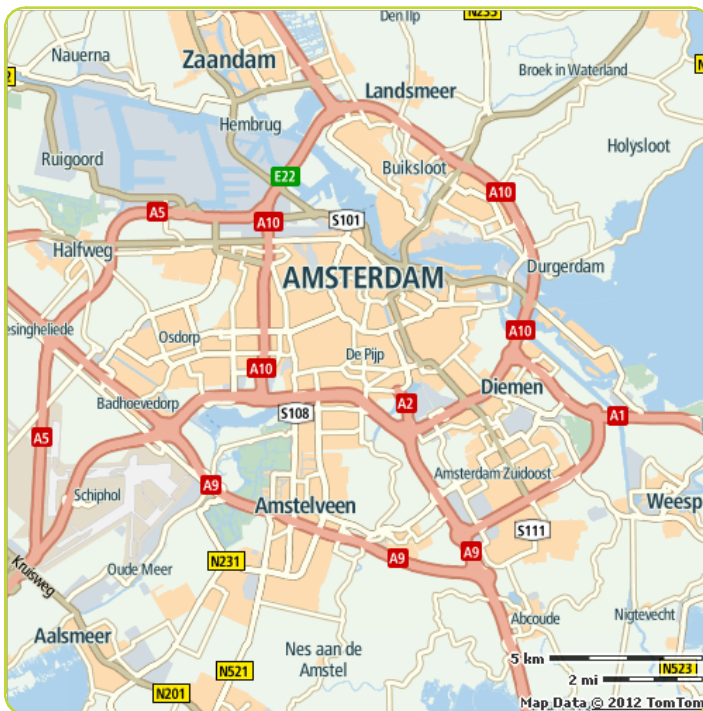 N235
Den Ilp
Nauerna
Zaandam
Broek in Waterland
Landsmeer
Hembrug
Holysloot
Ruigoord
Buiksloot
E22
A10
A5
A10
S101
Halfweg
Durgerdam
AMSTERDAM
esingheliede
Osdorp
A10
De Pijp
A10
Diemen
Badhoevedorp
A2
S108
A1
A5
Amsterdam Zuidoost
A9
Schiphol
Amstelveen
Weesp
S111
A9
A9
N231
Kruisweg
Oude Meer
Abcoude
Nigtevecht
Aalsmeer
Nes aan de
Amstel
5 km
N521
N523
2 mi
N201
Map Data © 2012 TomTom